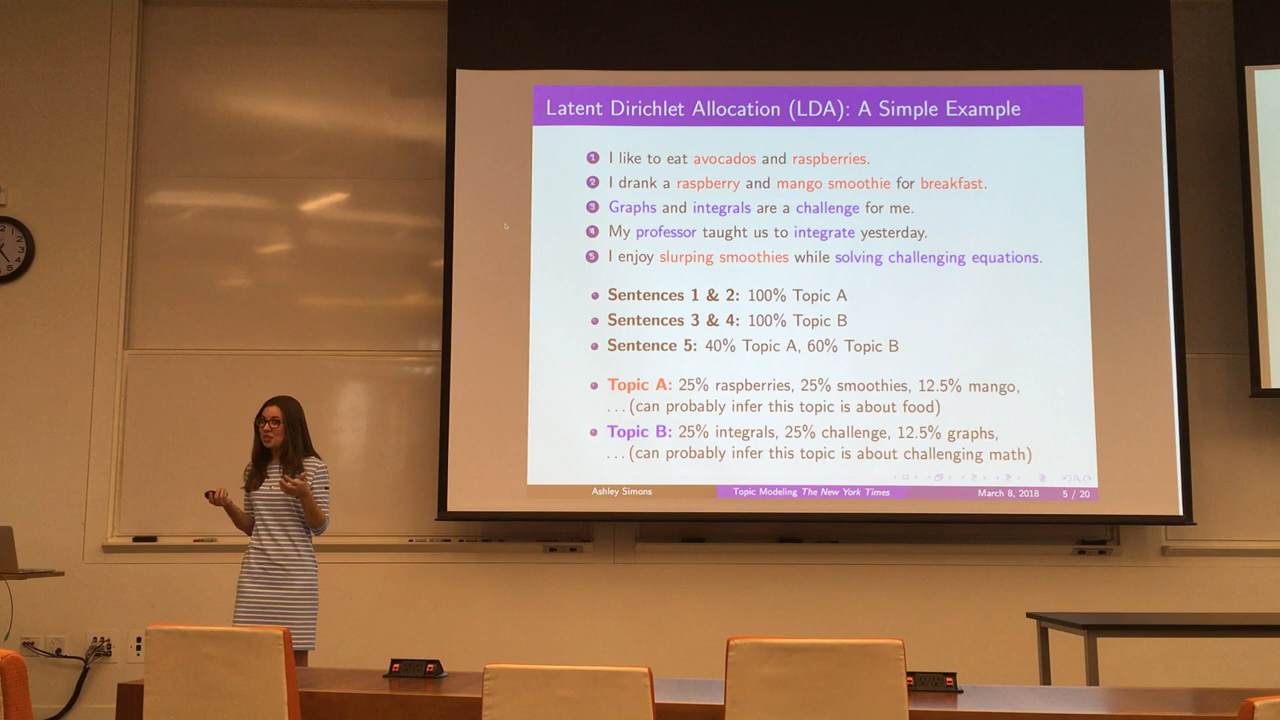 Latent Dirichlet Allocation (LDA): A Simple Example
1 I like to eat avocados and raspberries.
2 I drank a raspberry and mango smoothie for breakfast.
3 Graphs and integrals are a challenge for me.
4 My professor taught us to integrate yesterday.
5 I enjoy slurping smoothies while solving challenging equations.
Sentences 1 & 2: 100% Topic A
Sentences 3 & 4: 100% Topic B
Sentence 5: 40% Topic A, 60% Topic B
Topic A: 25% raspberries, 25% smoothies, 12.5% mango,
...(can probably infer this topic is about food)
Topic B: 25% integrals, 25% challenge, 12.5% graphs,
...(can probably infer this topic is about challenging math)
Ashley Simons Topic Modeling The New York Times March 8, 2018 5 / 20